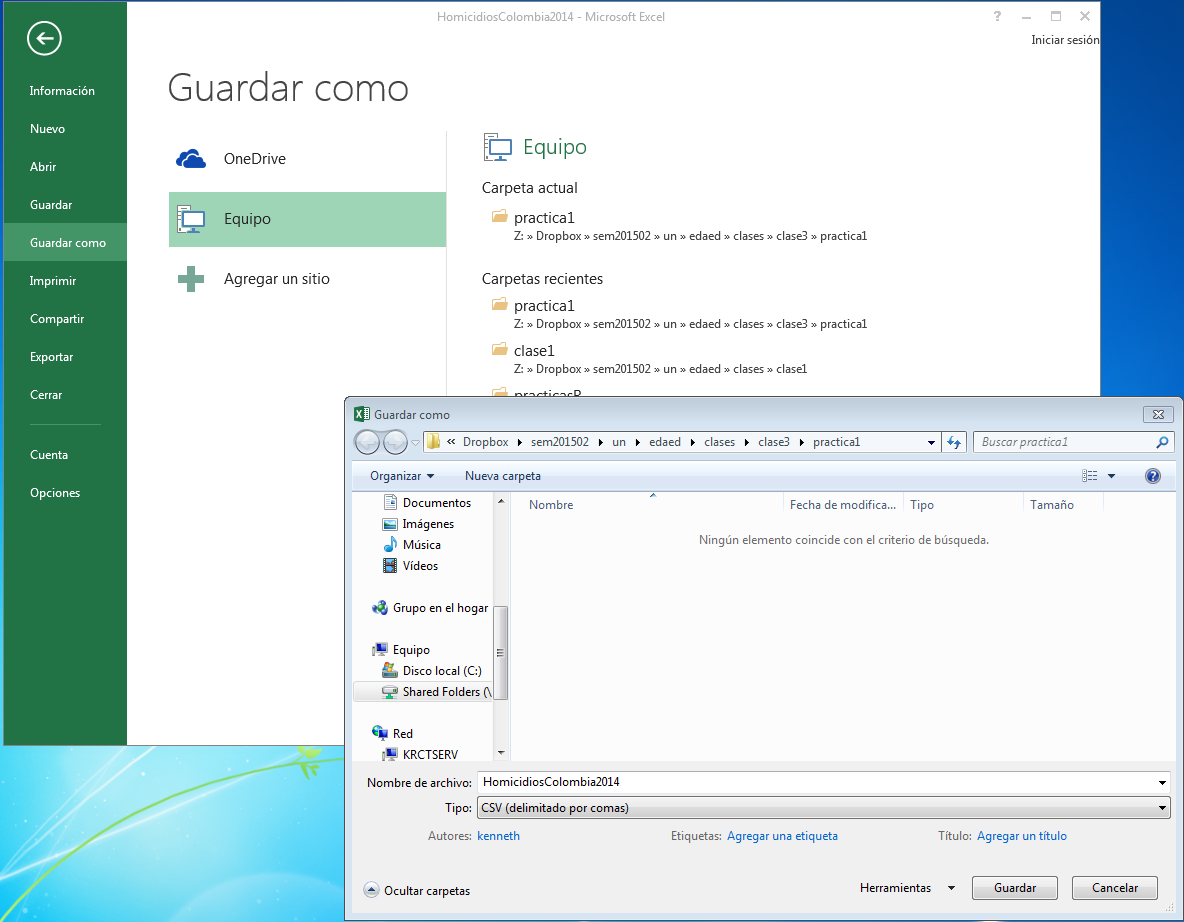 HomicidiosColombia2014 - Microsoft Excel
?
Iniciar sesión
Información
Nuevo
Abrir
Guardar
Guardar como
Imprimir
Compartir
Exportar
Cerrar
Cuenta
Opciones
Guardar como
OneDrive
Equipo
Agregar un sitio
Equipo
Carpeta actual
practica1
Z: » Dropbox » sem201502 » un » edaed » clases » clase3 » practica1
Carpetas recientes
practica1
Z: » Dropbox » sem201502 » un » edaed » clases » clase3 » practica1
clase1
Z: » Dropbox » sem201502 » un » edaed » clases » clase1
practicasR
Guardar como
« Dropbox ▸ sem201502 ▸ un ▸ edaed ▸ clases ▸ clase3 ▸ practica1
Buscar practica1
Organizar
Nueva carpeta
Documentos
Imágenes
Música
Vídeos
Grupo en el hogar
Equipo
Disco local (C:)
Shared Folders (\
Red
KRCTSERV
Nombre
Fecha de modifica...
Tipo
Tamaño
Ningún elemento coincide con el criterio de búsqueda.
Nombre de archivo: HomicidiosColombia2014
Tipo: CSV (delimitado por comas)
Autores: kenneth
Etiquetas: Agregar una etiqueta
Título: Agregar un título
Ocultar carpetas
Herramientas
Guardar
Cancelar